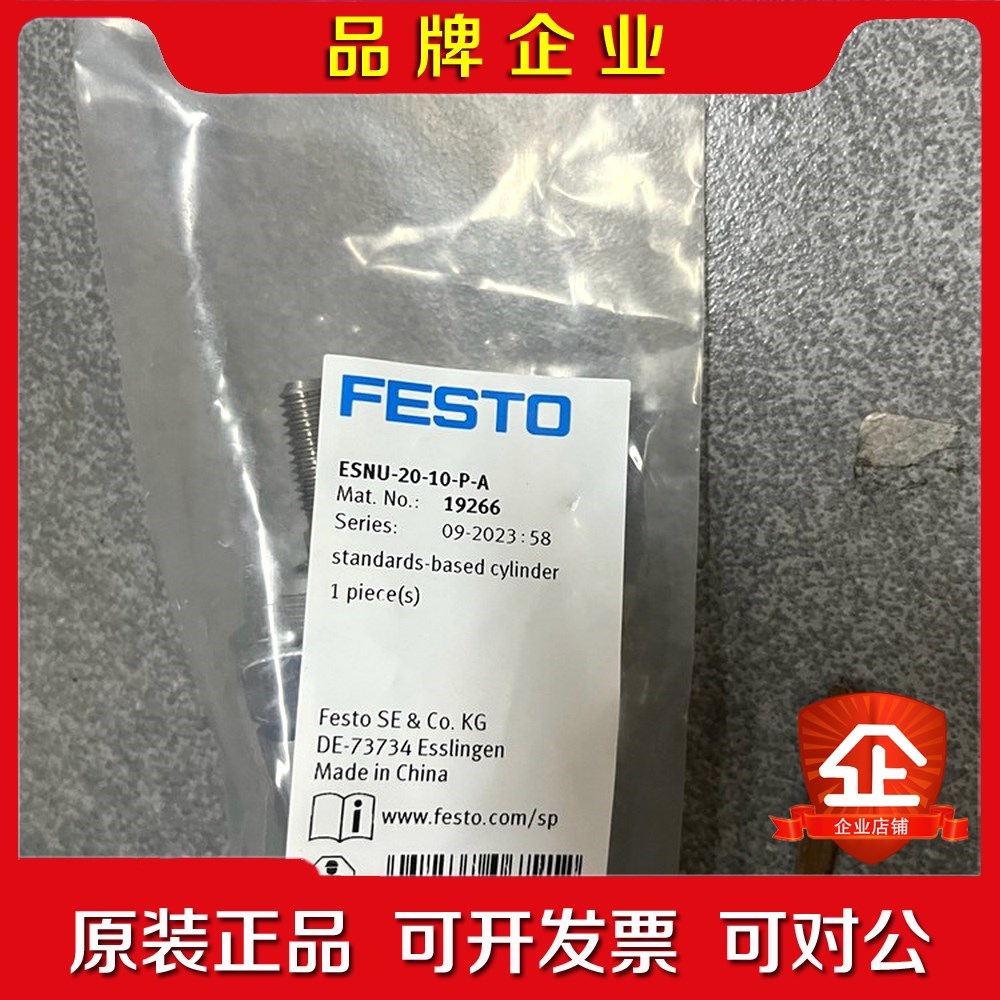 品牌企业
FESTO
ESNU-20-10-P-A
Mat. No.: 19266
Series: 09-2023:58
standards-based cylinder
1 piece(s)
Festo SE & Co. KG
DE-73734 Esslingen
Made in China
i www.festo.com/sp
企
企业店铺
原装正品 可开发票 可对公